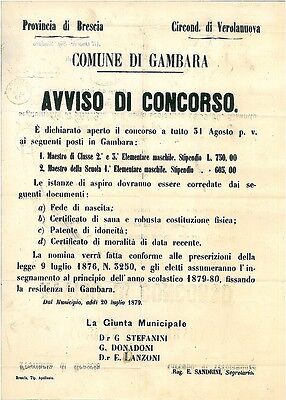 Provincia di Brescia
Circond. di Verolanuova
COMUNE DI GAMBARA
AVVISO DI CONCORSO.
È dichiarato aperto il concorso a tutto 31 Agosto p. v.
ai seguenti posti in Gambara:
1. Maestro di Classe 2.ª e 3.ª Elementare maschile. Stipendio L. 750, 00
2. Maestro della Scuola 1.ª Elementare maschile. Stipendio . - 605, 00
Le istanze di aspiro dovranno essere corredate dai se-
guenti documenti:
a) Fede di nascita;
b) Certificato di sana e robusta costituzione fisica;
c) Patente di idoneità;
d) Certificato di moralità di data recente.
La nomina verrà fatta conforme alle prescrizioni della
legge 9 luglio 1876, N. 3250, e gli eletti assumeranno l'in-
segnamento al principio dell'anno scolastico 1879-80, fissando
la residenza in Gambara.
Dal Municipio, addì 20 luglio 1879.
La Giunta Municipale
Dr G STEFANINI
G. DONADONI
Dr E. LANZONI
Rag. E. SANDRINI, Segretario.
Brescia, Tip. Apollonio.